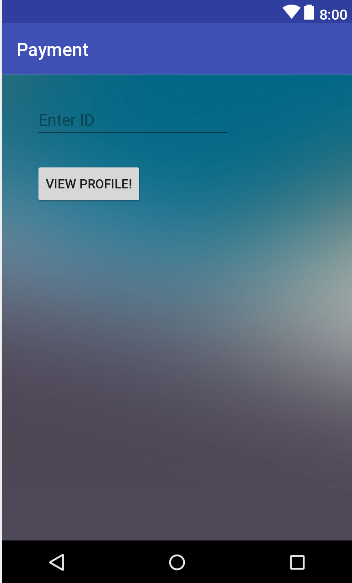 8:00
Payment
Enter ID
VIEW PROFILE!